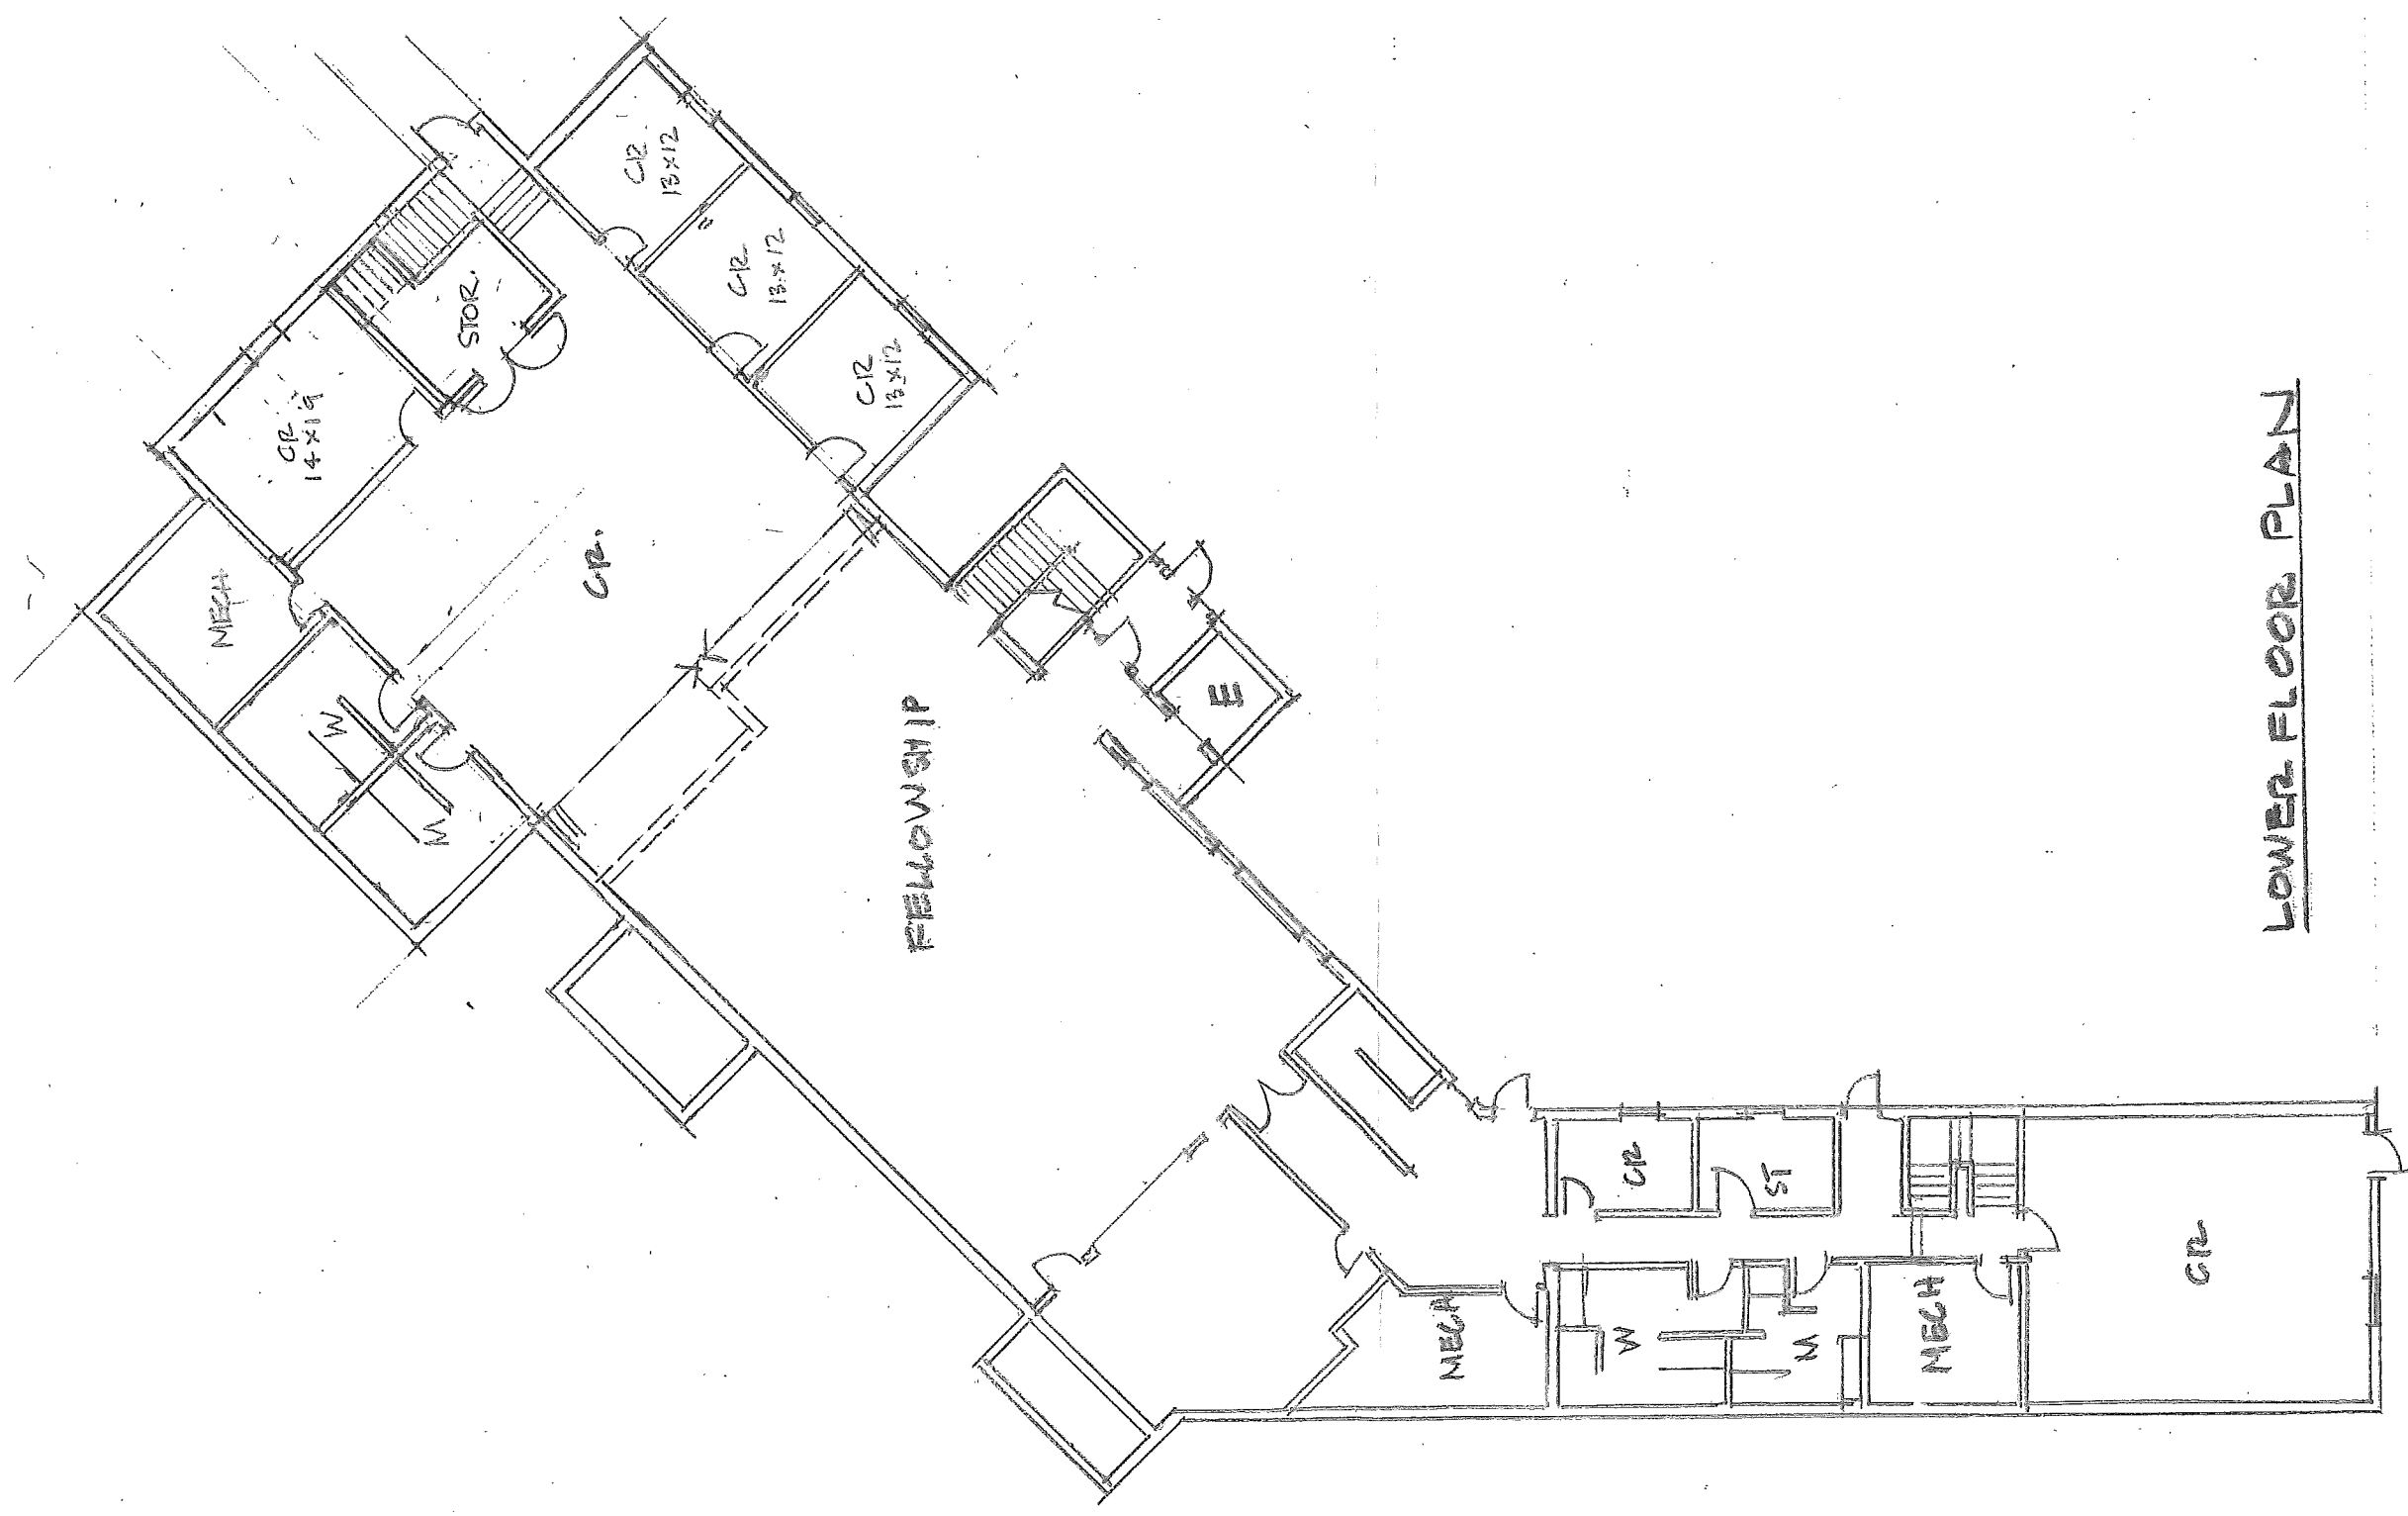 CR.
13x12
CR
13x12
CR
13x12
STOR.
CR.
14x19
MECH
CR.
W
M
FELLOWSHIP
E
MECH
CR
ST
W
M
MECH
CR
LOWER FLOOR PLAN